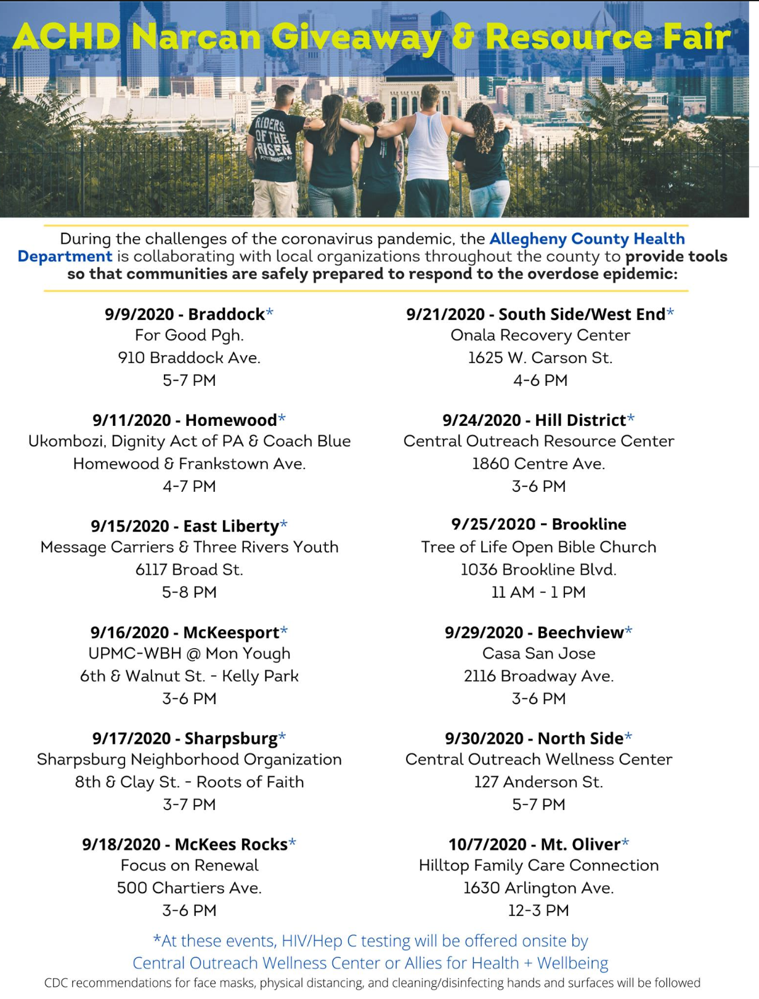 ACHD Narcan Giveaway & Resource Fair
RIDERS
OF THE
RISEN
PITTSBURGH-PA
During the challenges of the coronavirus pandemic, the Allegheny County Health
Department is collaborating with local organizations throughout the county to provide tools
so that communities are safely prepared to respond to the overdose epidemic:
9/9/2020 - Braddock*
For Good Pgh.
910 Braddock Ave.
5-7 PM
9/11/2020 - Homewood*
Ukombozi, Dignity Act of PA & Coach Blue
Homewood & Frankstown Ave.
4-7 PM
9/15/2020 - East Liberty*
Message Carriers & Three Rivers Youth
6117 Broad St.
5-8 PM
9/16/2020 - McKeesport*
UPMC-WBH @ Mon Yough
6th & Walnut St. - Kelly Park
3-6 PM
9/17/2020 - Sharpsburg*
Sharpsburg Neighborhood Organization
8th & Clay St. - Roots of Faith
3-7 PM
9/18/2020 - McKees Rocks*
Focus on Renewal
500 Chartiers Ave.
3-6 PM
9/21/2020 - South Side/West End*
Onala Recovery Center
1625 W. Carson St.
4-6 PM
9/24/2020 - Hill District*
Central Outreach Resource Center
1860 Centre Ave.
3-6 PM
9/25/2020 - Brookline
Tree of Life Open Bible Church
1036 Brookline Blvd.
11 AM - 1 PM
9/29/2020 - Beechview*
Casa San Jose
2116 Broadway Ave.
3-6 PM
9/30/2020 - North Side*
Central Outreach Wellness Center
127 Anderson St.
5-7 PM
10/7/2020 - Mt. Oliver*
Hilltop Family Care Connection
1630 Arlington Ave.
12-3 PM
*At these events, HIV/Hep C testing will be offered onsite by
Central Outreach Wellness Center or Allies for Health + Wellbeing
CDC recommendations for face masks, physical distancing, and cleaning/disinfecting hands and surfaces will be followed